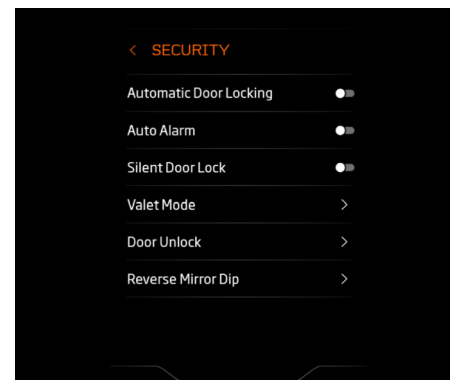 SECURITY
Automatic Door Locking
Auto Alarm
Silent Door Lock
Valet Mode
Door Unlock
Reverse Mirror Dip